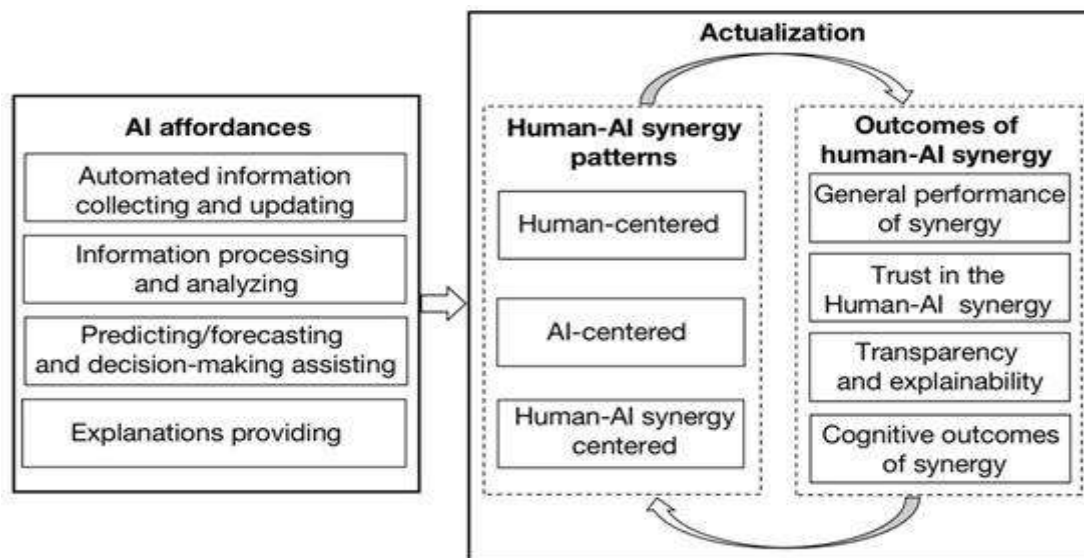 AI affordances
Automated information
collecting and updating
Information processing
and analyzing
Predicting/forecasting
and decision-making assisting
Explanations providing
Actualization
Human-AI synergy
patterns
Human-centered
AI-centered
Human-AI synergy
centered
Outcomes of
human-AI synergy
General performance
of synergy
Trust in the
Human-AI synergy
Transparency
and explainability
Cognitive outcomes
of synergy